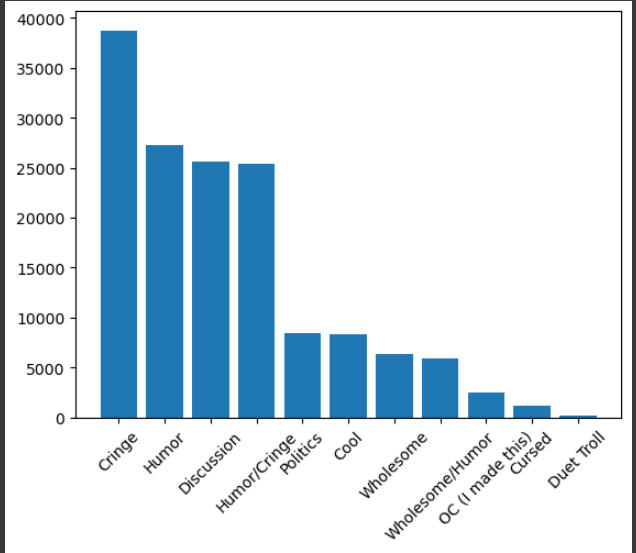 40000
35000
30000
25000
20000
15000
10000
5000
0
Cringe
Humor
Discussion
Humor/Cringe
Politics
Cool
Wholesome
Wholesome/Humor
OC (I made this)
Cursed
Duet Troll